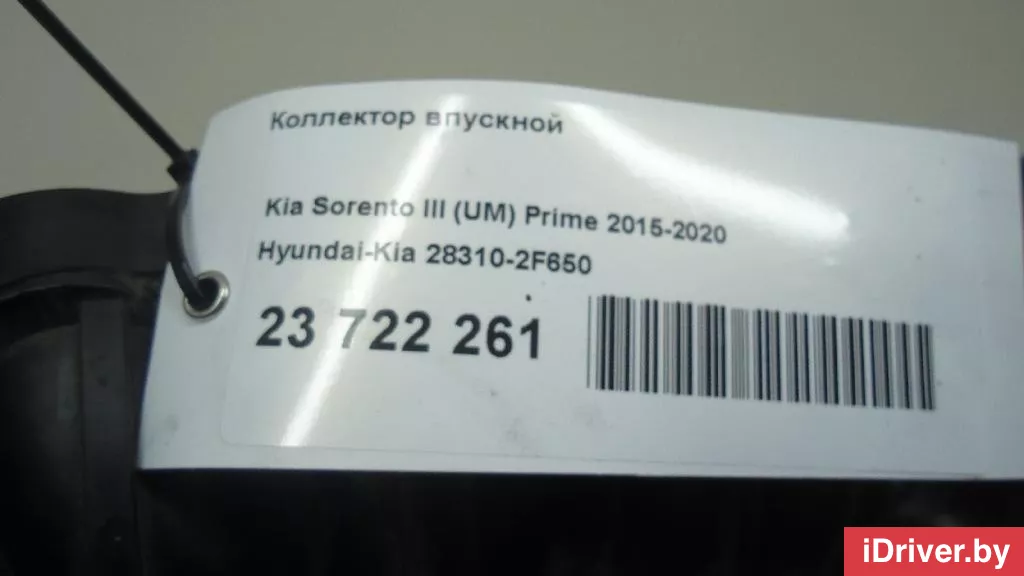 Коллектор впускной
Kia Sorento III (UM) Prime 2015-2020
Hyundai-Kia 28310-2F650
23 722 261
iDriver.by